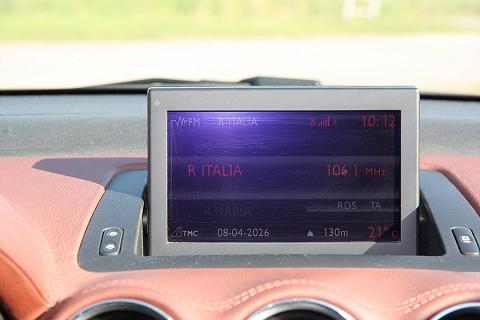 FM R ITALIA 10:12
R ITALIA 106.1 MHz
RDS TA
R.MARIA
TMC 08-04-2026 130m 21°C